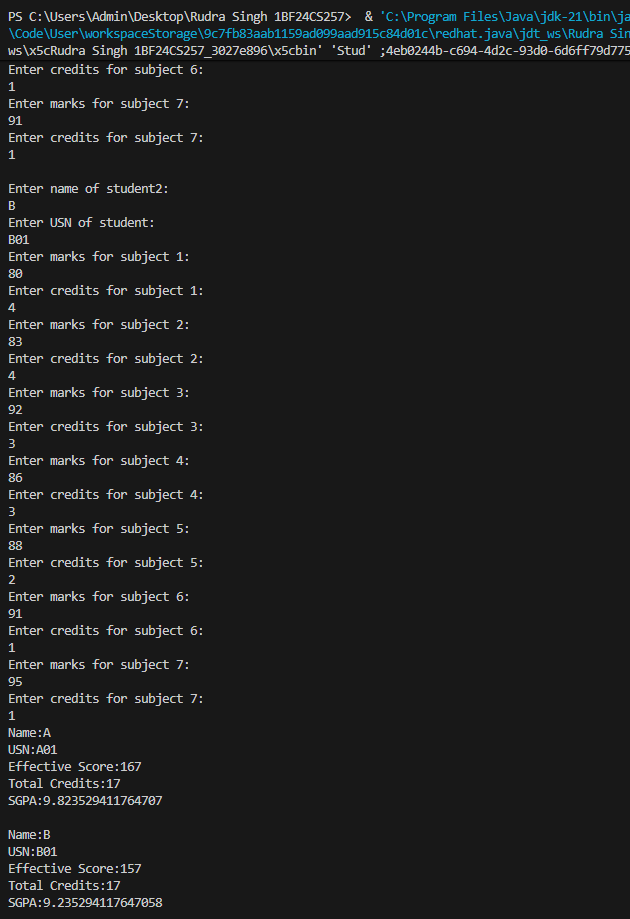 PS C:\Users\Admin\Desktop\Rudra Singh 1BF24CS257>  & 'C:\Program Files\Java\jdk-21\bin\ja
\Code\User\workspaceStorage\9c7fb83aab1159ad099aad915c84d01c\redhat.java\jdt_ws\Rudra Sin
ws\x5cRudra Singh 1BF24CS257_3027e896\x5cbin' 'Stud' ;4eb0244b-c694-4d2c-93d0-6d6ff79d775
Enter credits for subject 6:
1
Enter marks for subject 7:
91
Enter credits for subject 7:
1
Enter name of student2:
B
Enter USN of student:
B01
Enter marks for subject 1:
80
Enter credits for subject 1:
4
Enter marks for subject 2:
83
Enter credits for subject 2:
4
Enter marks for subject 3:
92
Enter credits for subject 3:
3
Enter marks for subject 4:
86
Enter credits for subject 4:
3
Enter marks for subject 5:
88
Enter credits for subject 5:
2
Enter marks for subject 6:
91
Enter credits for subject 6:
1
Enter marks for subject 7:
95
Enter credits for subject 7:
1
Name:A
USN:A01
Effective Score:167
Total Credits:17
SGPA:9.823529411764707
Name:B
USN:B01
Effective Score:157
Total Credits:17
SGPA:9.235294117647058